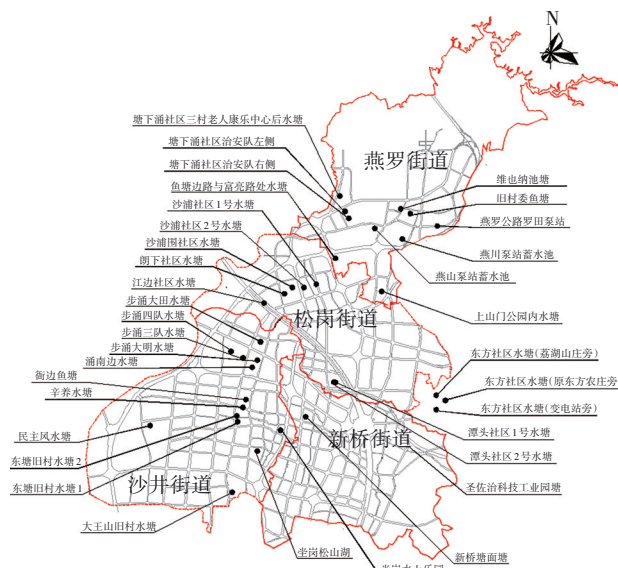 N
塘下涌社区三村老人康乐中心后水塘
塘下涌社区治安队左侧
塘下涌社区治安队右侧
鱼塘边路与富亮路处水塘
沙浦社区1号水塘
沙浦社区2号水塘
沙浦围社区水塘
朗下社区水塘
江边社区水塘
步涌大田水塘
步涌四队水塘
步涌三队水塘
步涌大明水塘
涌南边水塘
衙边鱼塘
辛养水塘
民主风水塘
东塘旧村水塘2
东塘旧村水塘1
大王山旧村水塘
燕罗街道
松岗街道
新桥街道
沙井街道
维也纳池塘
旧村委鱼塘
燕罗公路罗田泵站
燕川泵站蓄水池
燕山泵站蓄水池
上山门公园内水塘
东方社区水塘(荔湖山庄旁)
东方社区水塘(原东方农庄旁)
东方社区水塘(变电站旁)
潭头社区1号水塘
潭头社区2号水塘
圣佐治科技工业园塘
新桥塘面塘
坐岗松山湖